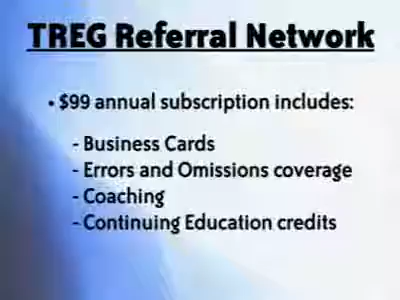 TREG Referral Network
• $99 annual subscription includes:
- Business Cards
- Errors and Omissions coverage
- Coaching
- Continuing Education credits